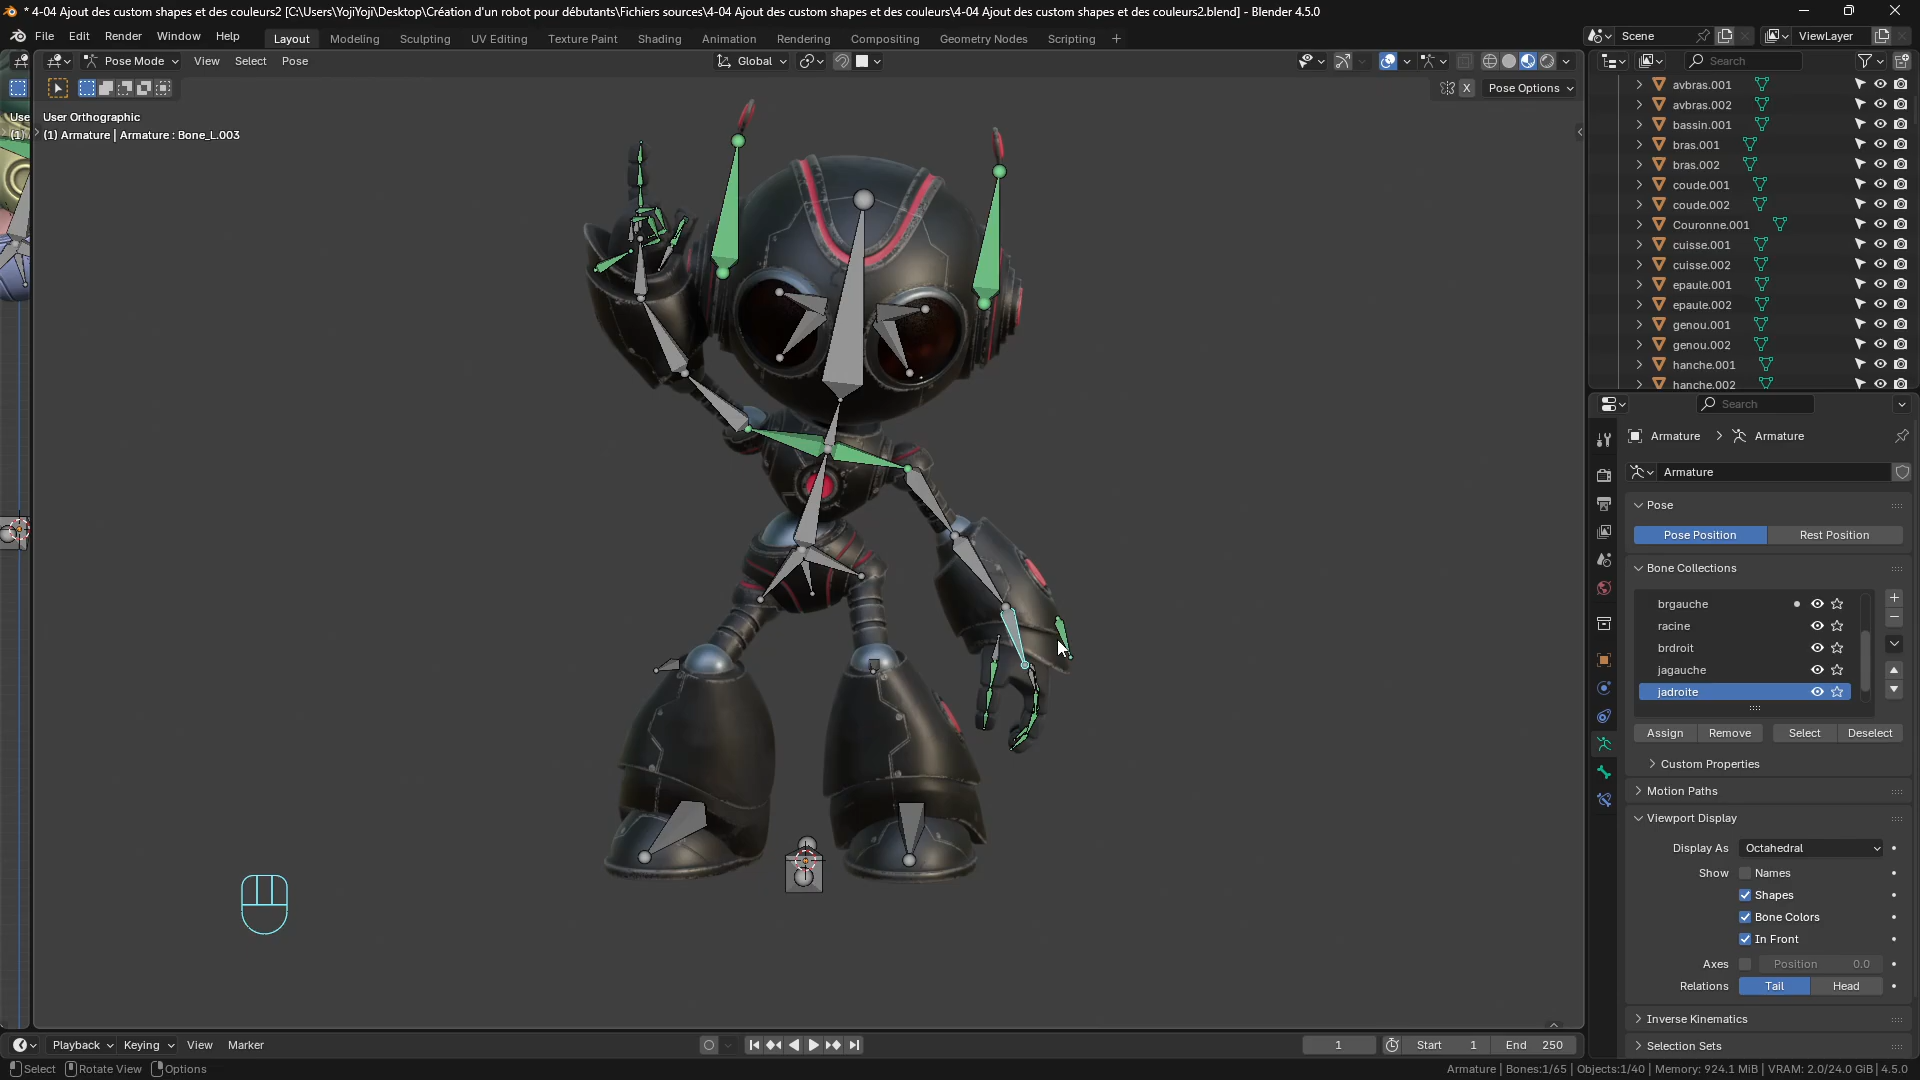 * 4-04 Ajout des custom shapes et des couleurs2 [C:\Users\YojiYoji\Desktop\Création d'un robot pour débutants\Fichiers sources\4-04 Ajout des custom shapes et des couleurs\4-04 Ajout des custom shapes et des couleurs2.blend] - Blender 4.5.0
File Edit Render Window Help Layout Modeling Sculpting UV Editing Texture Paint Shading Animation Rendering Compositing Geometry Nodes Scripting + Scene ViewLayer
Pose Mode View Select Pose Global Search
X Pose Options
Use User Orthographic
(1) (1) Armature | Armature : Bone_L.003
avbras.001
avbras.002
bassin.001
bras.001
bras.002
coude.001
coude.002
Couronne.001
cuisse.001
cuisse.002
epaule.001
epaule.002
genou.001
genou.002
hanche.001
hanche.002
Search
Armature > Armature
Armature
Pose
Pose Position Rest Position
Bone Collections
brgauche
racine
brdroit
jagauche
jadroite
Assign Remove Select Deselect
Custom Properties
Motion Paths
Viewport Display
Display As Octahedral
Show Names
Shapes
Bone Colors
In Front
Axes Position 0.0
Relations Tail Head
Inverse Kinematics
Selection Sets
Playback Keying View Marker 1 Start 1 End 250
Select Rotate View Options Armature | Bones:1/65 | Objects:1/40 | Memory: 924.1 MiB | VRAM: 2.0/24.0 GiB | 4.5.0